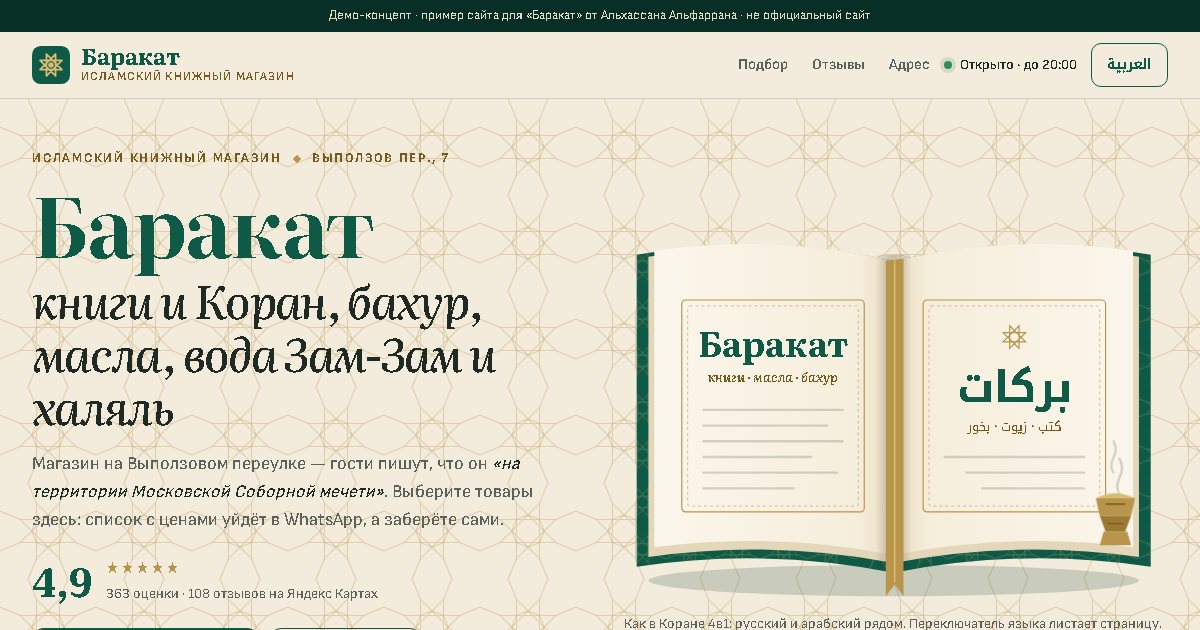 Демо-концепт · пример сайта для «Баракат» от Альхассана Альфаррана · не официальный сайт
Баракат
ИСЛАМСКИЙ КНИЖНЫЙ МАГАЗИН
Подбор Отзывы Адрес Открыто · до 20:00 العربية
ИСЛАМСКИЙ КНИЖНЫЙ МАГАЗИН ◆ ВЫПОЛЗОВ ПЕР., 7
Баракат
книги и Коран, бахур,
масла, вода Зам-Зам и
халяль
Магазин на Выползовом переулке — гости пишут, что он «на
территории Московской Соборной мечети». Выберите товары
здесь: список с ценами уйдёт в WhatsApp, а заберёте сами.
4,9 ★★★★★
363 оценки · 108 отзывов на Яндекс Картах
Баракат
книги · масла · бахур
بركات
كتب · زيوت · بخور
Как в Коране 4в1: русский и арабский рядом. Переключатель языка листает страницу.